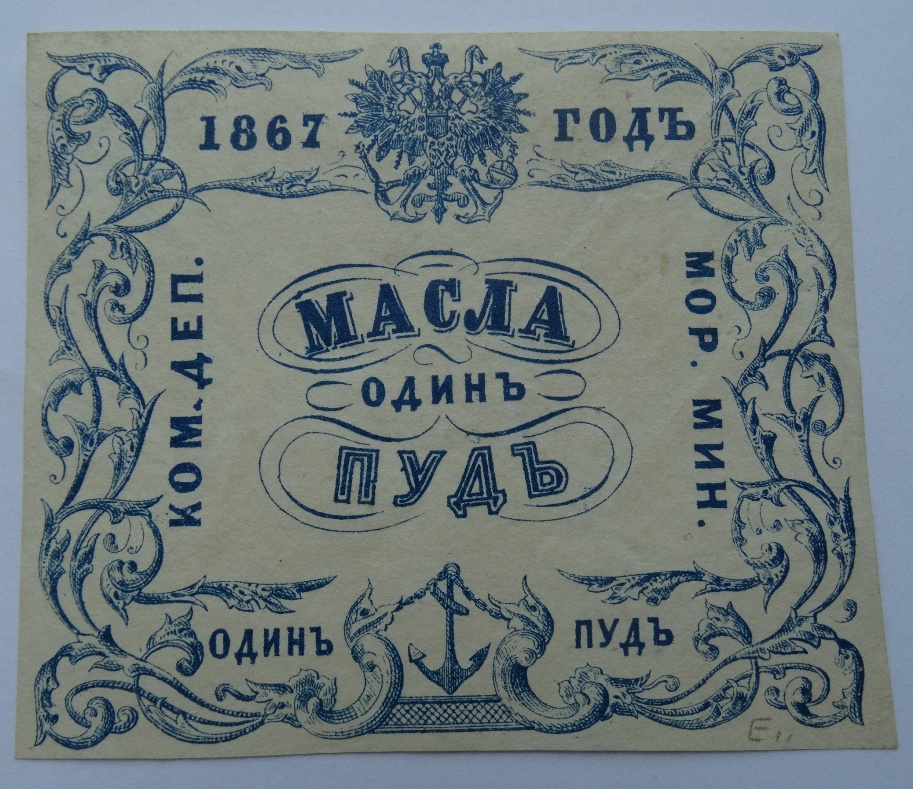 1867 ГОДЪ
КОМ. ДЕП.
МАСЛА
ОДИНЪ
ПУДЪ
МОР. МИН.
ОДИНЪ ПУДЪ